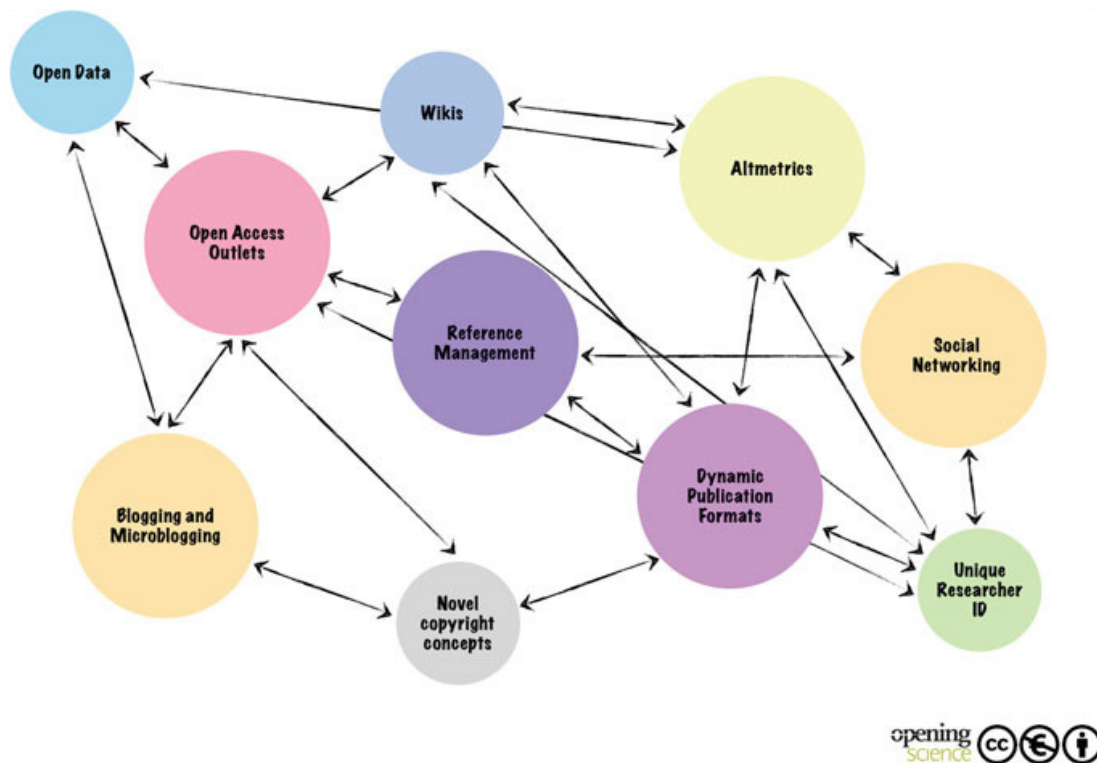 Open Data
Wikis
Altmetrics
Open Access
Outlets
Reference
Management
Social
Networking
Dynamic
Publication
Formats
Blogging and
Microblogging
Unique
Researcher
ID
Novel
copyright
concepts
opening
science
cc